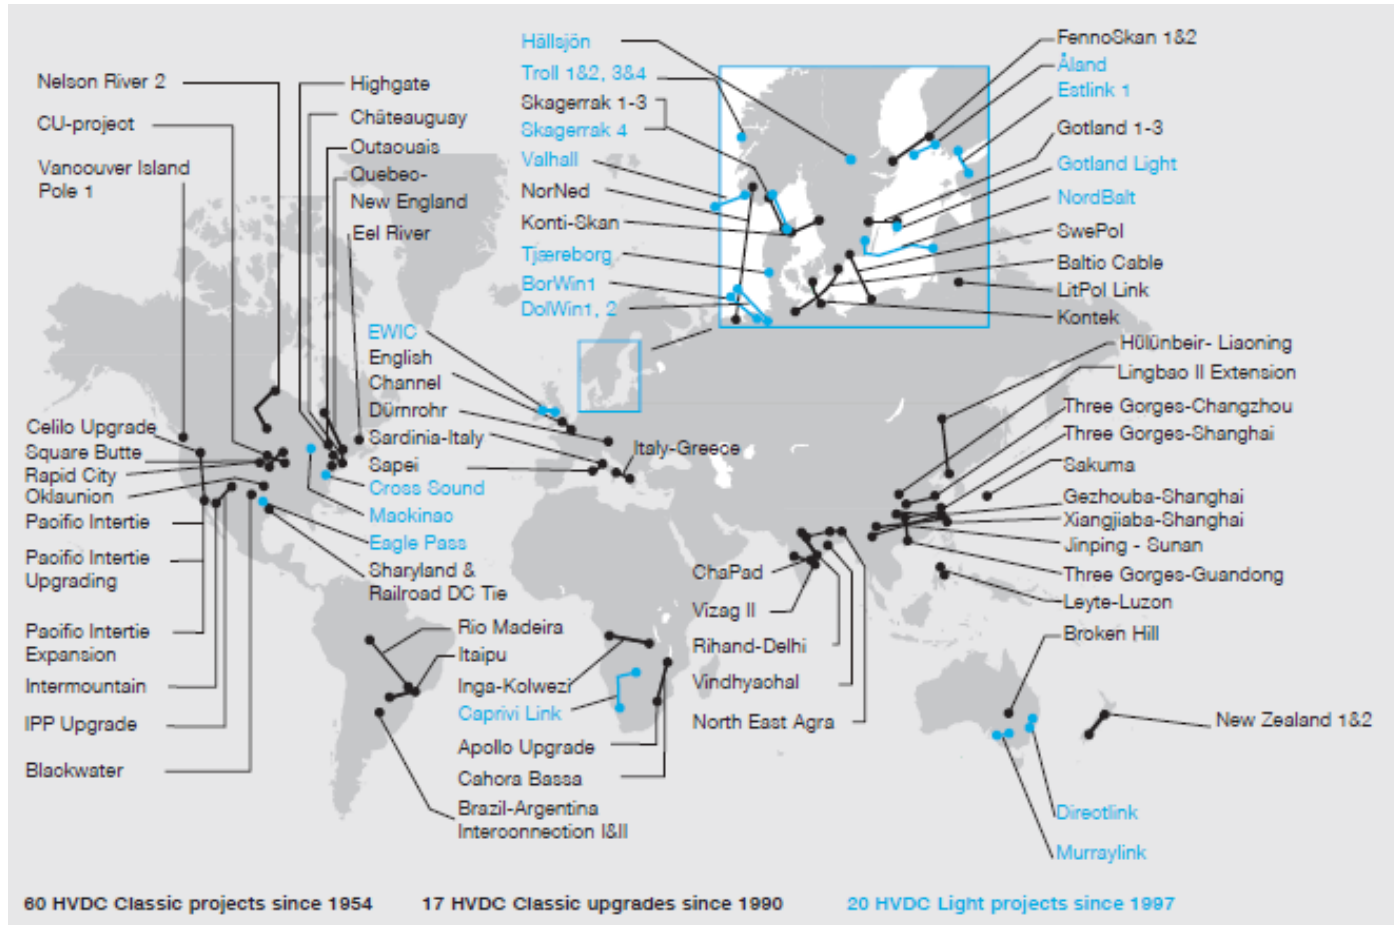 Nelson River 2
CU-project
Vancouver Island
Pole 1
Highgate
Châteauguay
Outaouais
Quebec-
New England
Eel River
Hällsjön
Troll 1&2, 3&4
Skagerrak 1-3
Skagerrak 4
Valhall
NorNed
Konti-Skan
Tjæreborg
BorWin1
DolWin1, 2
FennoSkan 1&2
Åland
Estlink 1
Gotland 1-3
Gotland Light
NordBalt
SwePol
Baltic Cable
LitPol Link
Kontek
EWIC
English
Channel
Dürnrohr
Sardinia-Italy
Sapei
Cross Sound
Mackinac
Eagle Pass
Sharyland &
Railroad DC Tie
Italy-Greece
Celilo Upgrade
Square Butte
Rapid City
Oklaunion
Pacific Intertie
Pacific Intertie
Upgrading
Pacific Intertie
Expansion
Intermountain
IPP Upgrade
Blackwater
Rio Madeira
Itaipu
Inga-Kolwezi
Caprivi Link
Apollo Upgrade
Cahora Bassa
Brazil-Argentina
Interconnection I&II
ChaPad
Vizag II
Rihand-Delhi
Vindhyachal
North East Agra
Hülünbeir- Liaoning
Lingbao II Extension
Three Gorges-Changzhou
Three Gorges-Shanghai
Sakuma
Gezhouba-Shanghai
Xiangjiaba-Shanghai
Jinping - Sunan
Three Gorges-Guandong
Leyte-Luzon
Broken Hill
New Zealand 1&2
Directlink
Murraylink
60 HVDC Classic projects since 1954 17 HVDC Classic upgrades since 1990 20 HVDC Light projects since 1997